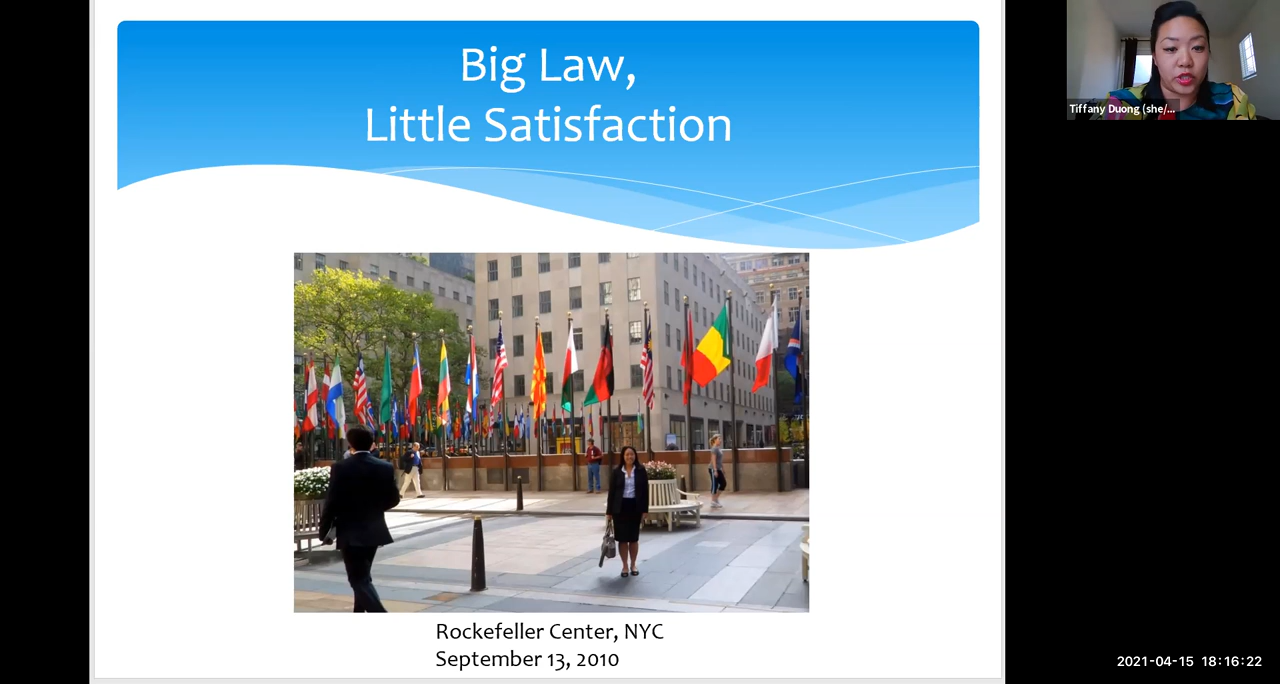 Big Law,
Little Satisfaction
Tiffany Duong (she/...
Rockefeller Center, NYC
September 13, 2010
2021-04-15 18:16:22